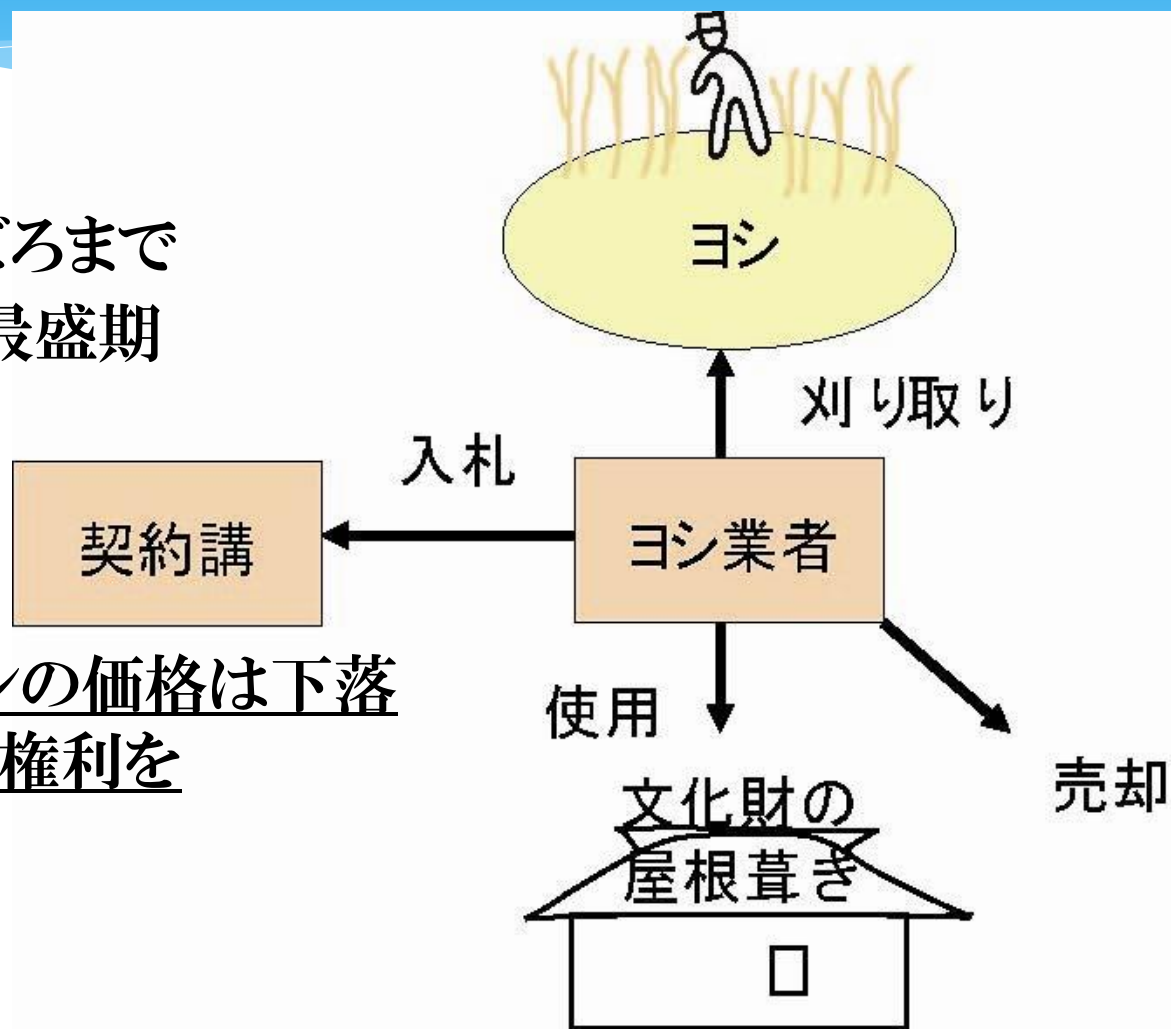 ヨシ
ごろまで
最盛期
刈り取り
入札
契約講
ヨシ業者
の価格は下落
権利を
使用
売却
文化財の
屋根葺き